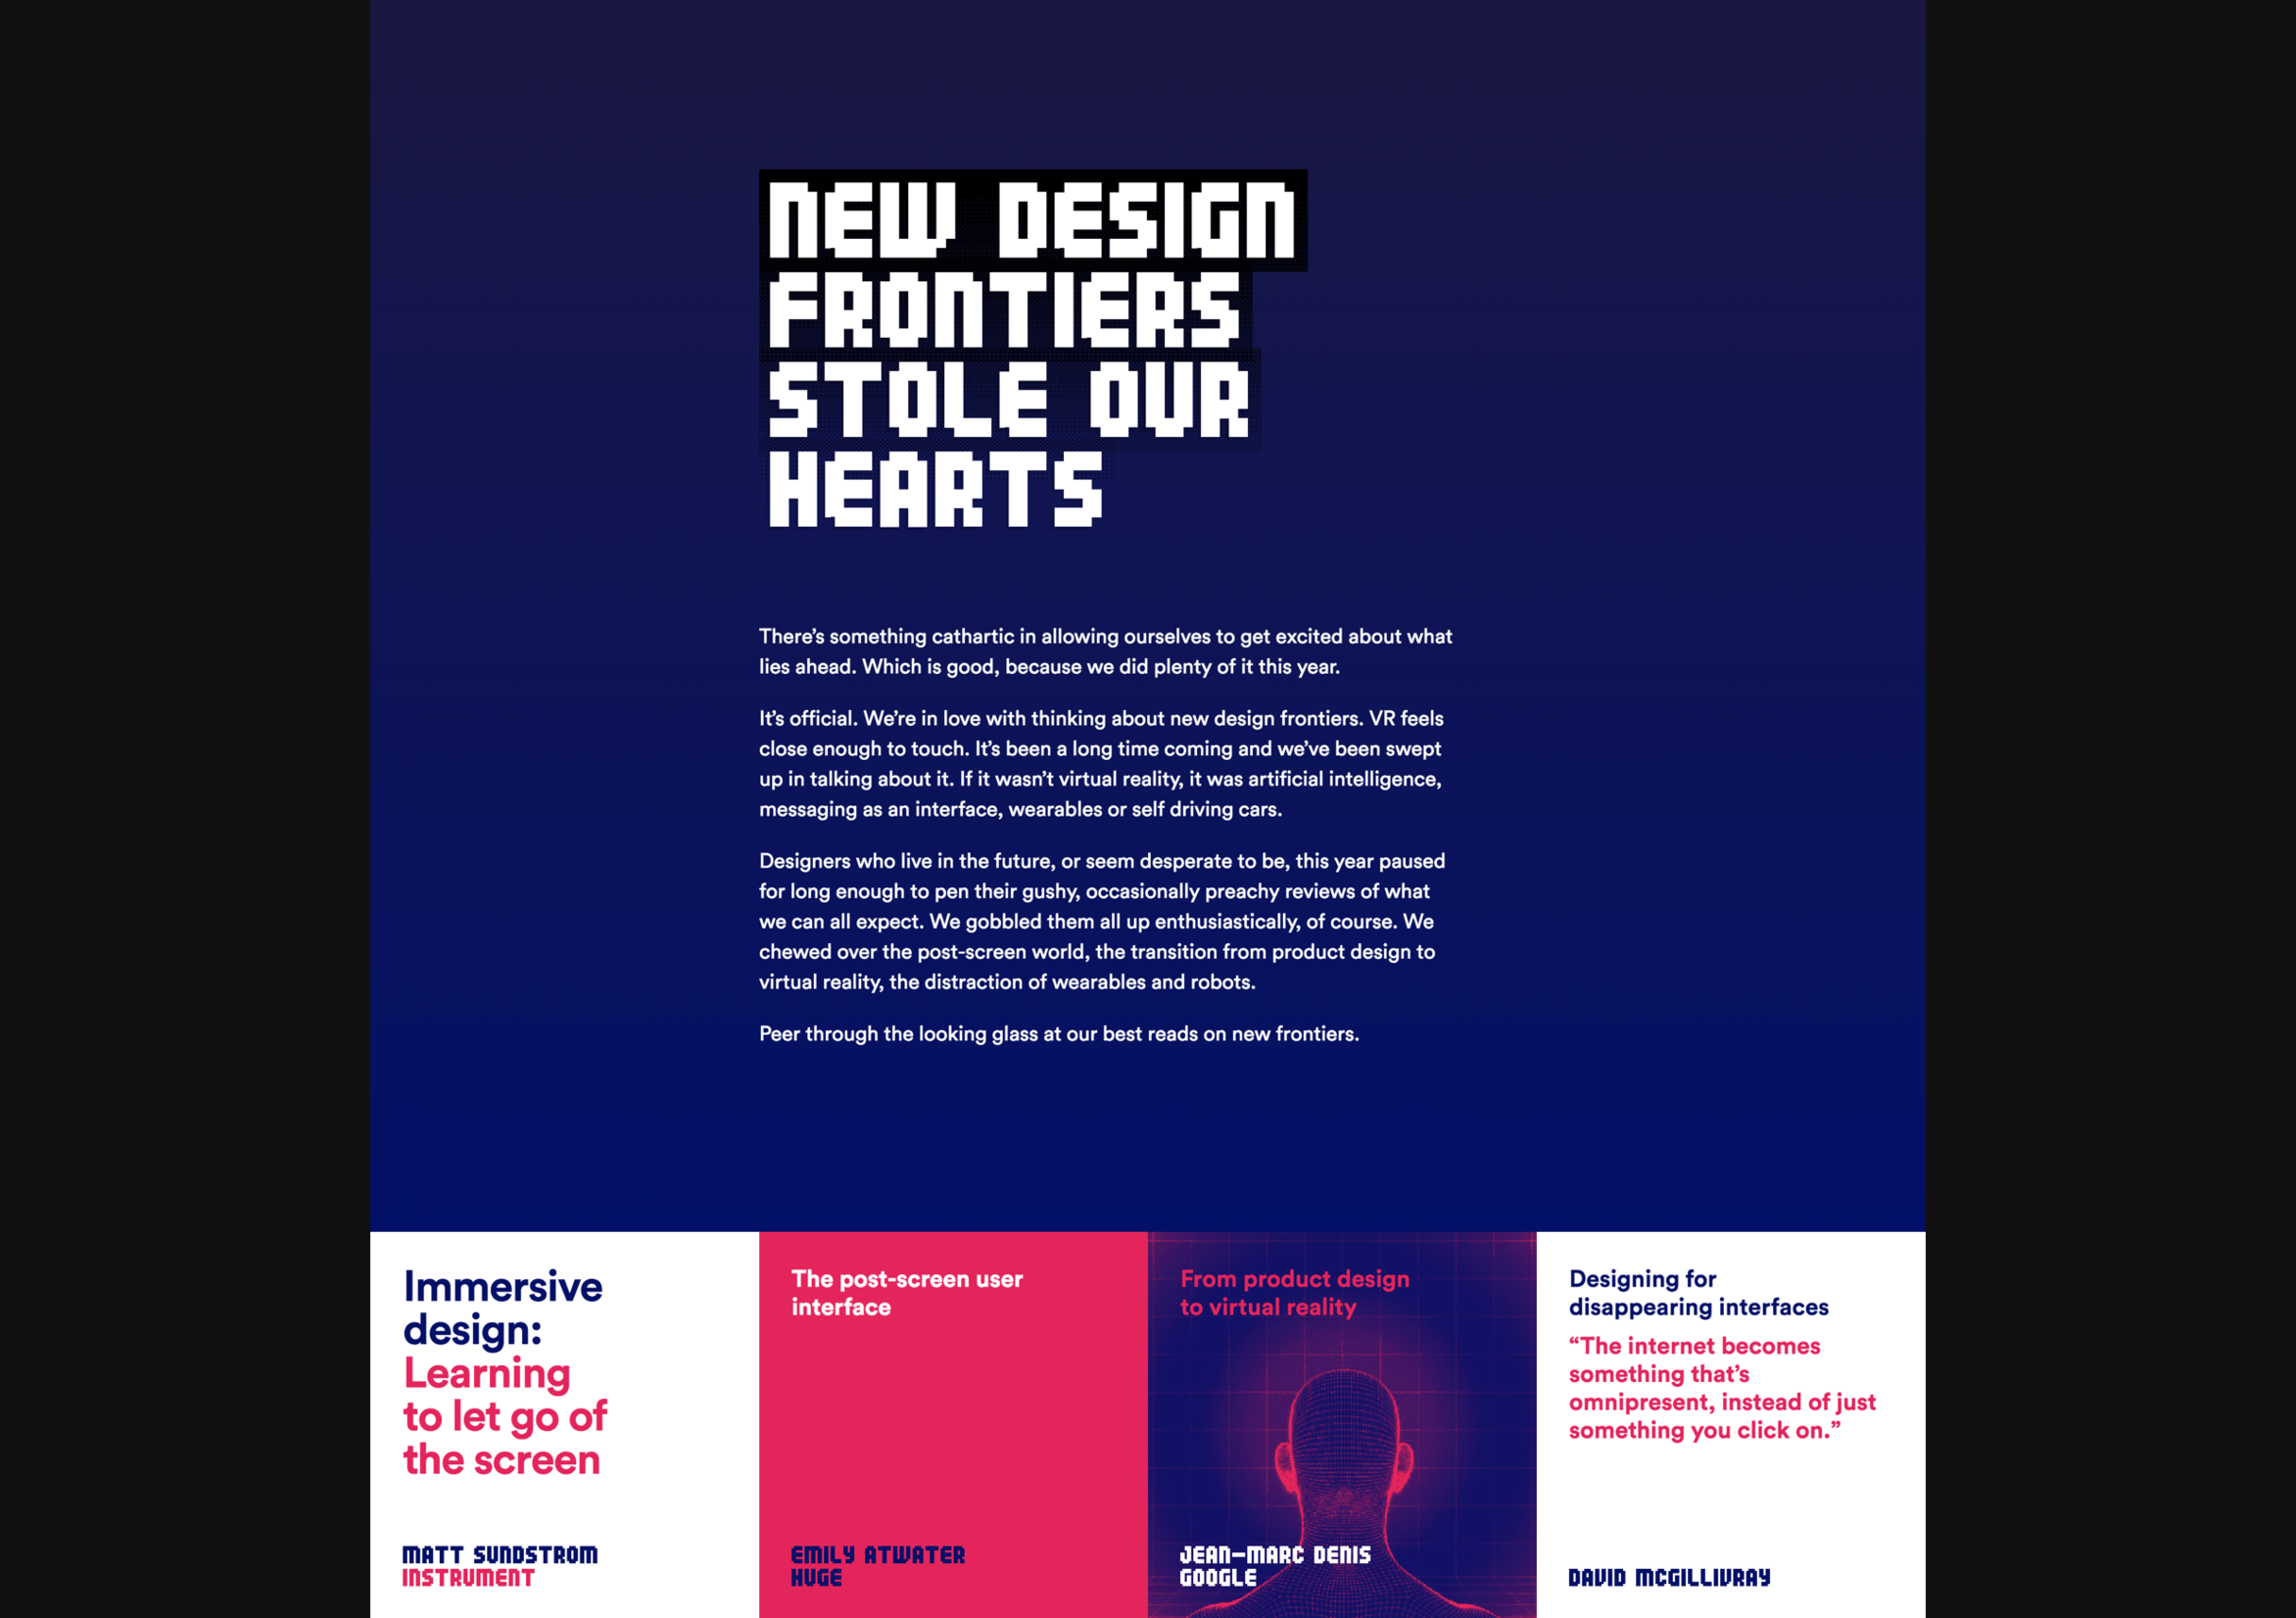 NEW DESIGN
FRONTIERS
STOLE OUR
HEARTS
There’s something cathartic in allowing ourselves to get excited about what
lies ahead. Which is good, because we did plenty of it this year.
It’s official. We’re in love with thinking about new design frontiers. VR feels
close enough to touch. It’s been a long time coming and we’ve been swept
up in talking about it. If it wasn’t virtual reality, it was artificial intelligence,
messaging as an interface, wearables or self driving cars.
Designers who live in the future, or seem desperate to be, this year paused
for long enough to pen their gushy, occasionally preachy reviews of what
we can all expect. We gobbled them all up enthusiastically, of course. We
chewed over the post-screen world, the transition from product design to
virtual reality, the distraction of wearables and robots.
Peer through the looking glass at our best reads on new frontiers.
Immersive
design:
Learning
to let go of
the screen
MATT SUNDSTROM
INSTRUMENT
The post-screen user
interface
EMILY ATWATER
HUGE
From product design
to virtual reality
JEAN-MARC DENIS
GOOGLE
Designing for
disappearing interfaces
“The internet becomes
something that’s
omnipresent, instead of just
something you click on.”
DAVID MCGILLIVRAY